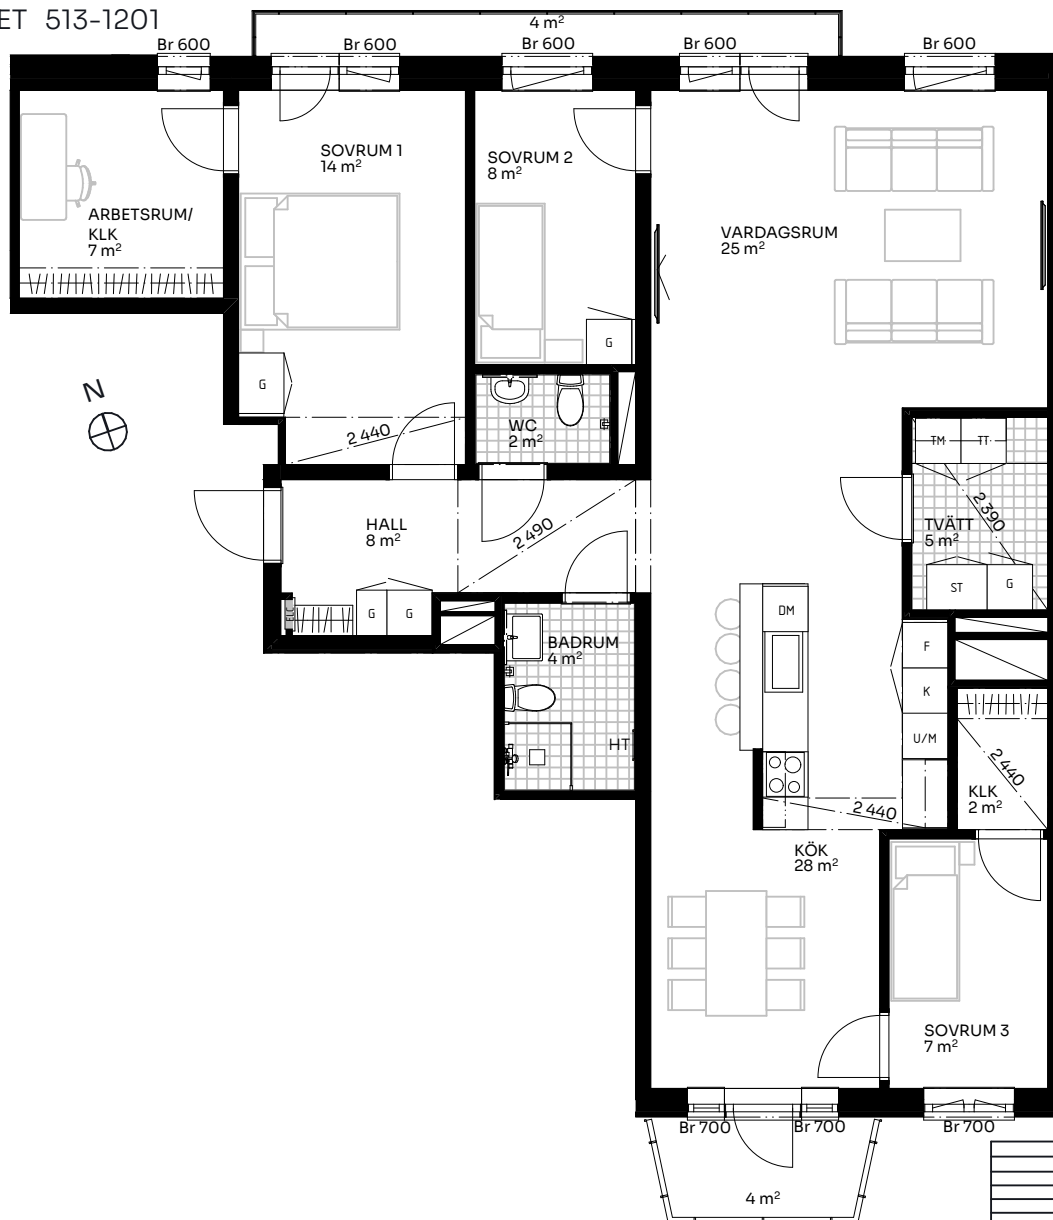 ET 513-1201
4 m²
Br 600
Br 600
Br 600
Br 600
Br 600
SOVRUM 1
14 m²
SOVRUM 2
8 m²
ARBETSRUM/
KLK
7 m²
VARDAGSRUM
25 m²
G
G
N
2 440
WC
2 m²
TM
TT
2 390
TVÄTT
5 m²
HALL
8 m²
2 490
ST
G
ELC
G
G
DM
BADRUM
4 m²
F
K
U/M
HT
2 440
KLK
2 m²
2 440
KÖK
28 m²
SOVRUM 3
7 m²
Br 700
Br 700
Br 700
4 m²